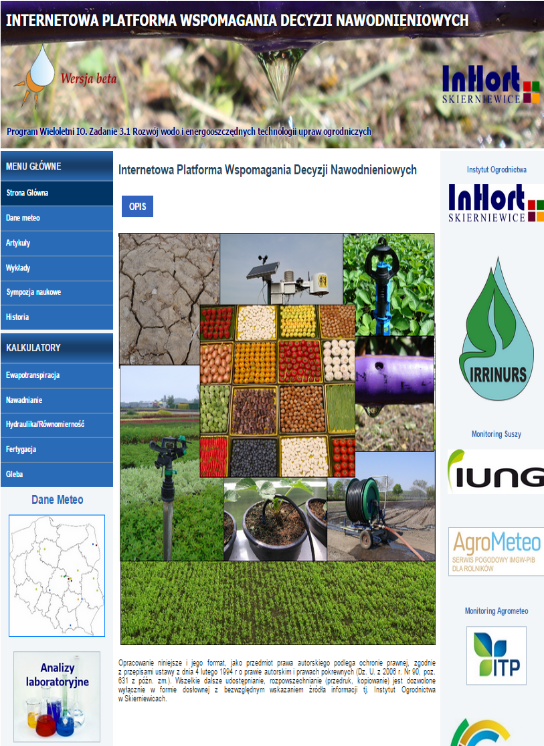 INTERNETOWA PLATFORMA WSPOMAGANIA DECYZJI NAWODNIENIOWYCH
Wersja beta
InHort
SKIERNIEWICE
Program Wieloletni IO. Zadanie 3.1 Rozwój wodo i energooszczędnych technologii upraw ogrodniczych
MENU GŁÓWNE
Strona Główna
Dane meteo
Artykuły
Wykłady
Sympozja naukowe
Historia
KALKULATORY
Ewapotranspiracja
Nawadnianie
Hydraulika/Równomierność
Fertygacja
Gleba
Dane Meteo
Analizy
laboratoryjne
Internetowa Platforma Wspomagania Decyzji Nawodnieniowych
OPIS
Opracowanie niniejsze i jego format, jako przedmiot prawa autorskiego podlega ochronie prawnej, zgodnie
z przepisami ustawy z dnia 4 lutego 1994 r o prawie autorskim i prawach pokrewnych (Dz. U. z 2006 r. Nr 90, poz.
631 z późn. zm.). Wszelkie dalsze udostępnianie, rozpowszechnianie (przedruk, kopiowanie) jest dozwolone
wyłącznie w formie dosłownej z bezwzględnym wskazaniem źródła informacji tj. Instytut Ogrodnictwa
w Skierniewicach.
Instytut Ogrodnictwa
InHort
SKIERNIEWICE
IRRINURS
Monitoring Suszy
IUNG
AgroMeteo
SERWIS POGODOWY IMGW-PIB
DLA ROLNIKÓW
Monitoring Agrometeo
ITP